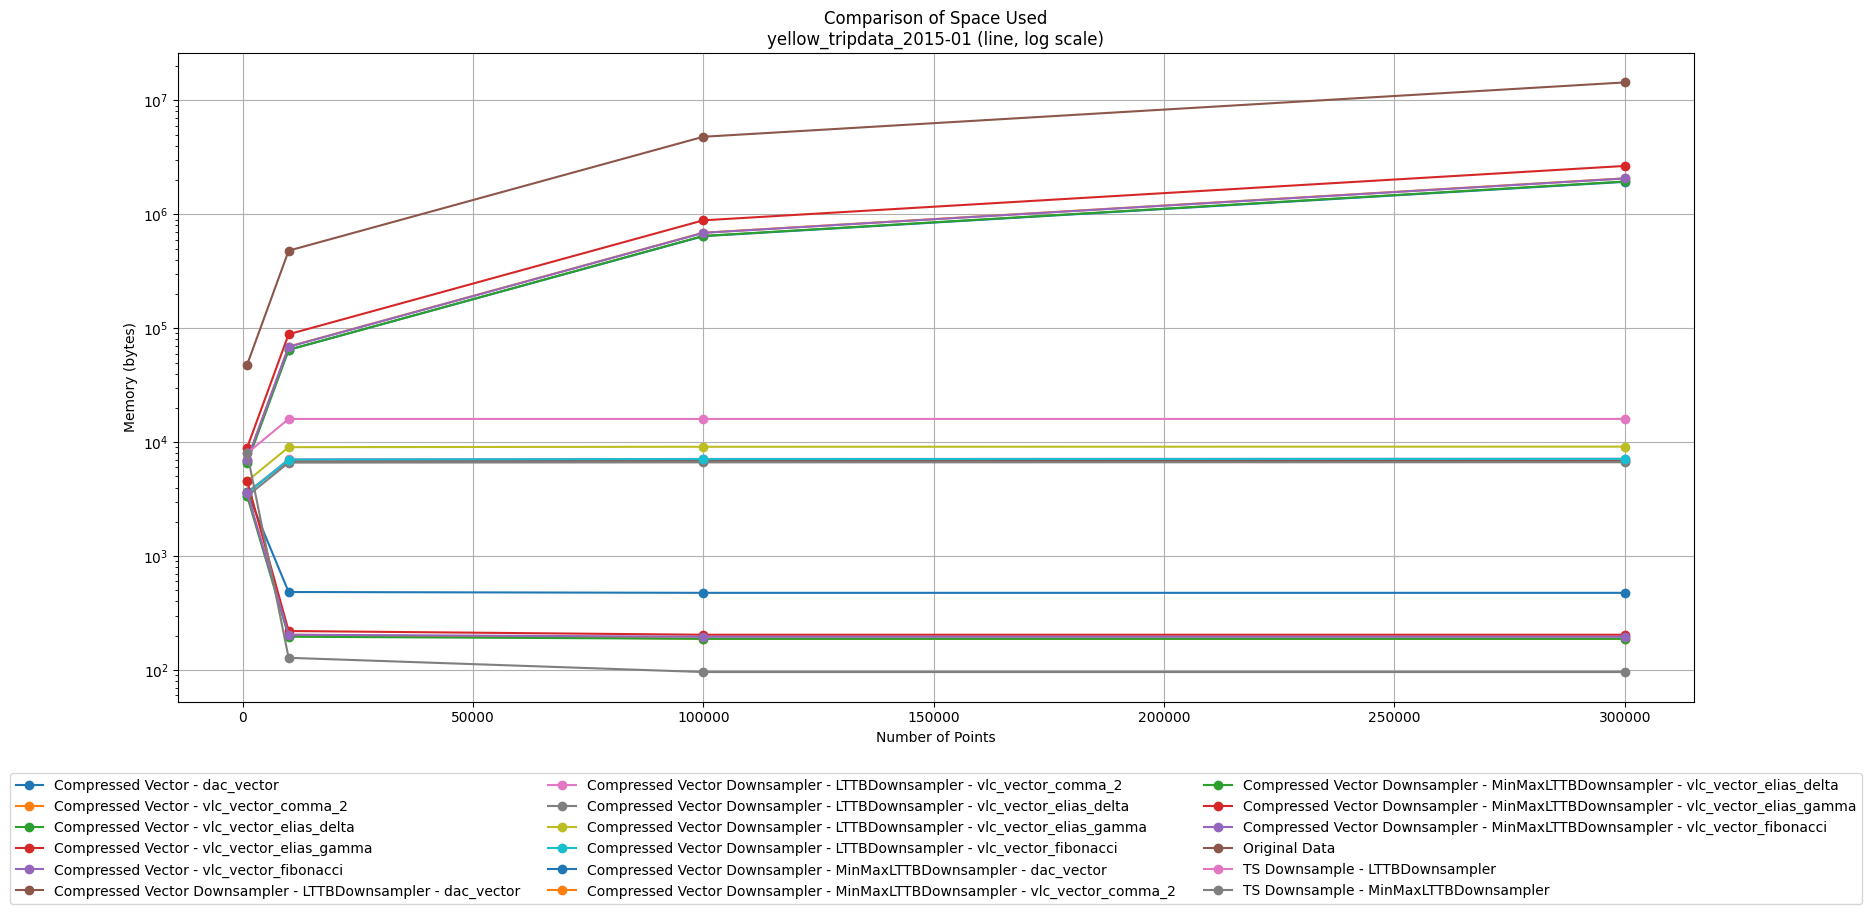 Comparison of Space Used
yellow_tripdata_2015-01 (line, log scale)
Memory (bytes)
10^7
10^6
10^5
10^4
10^3
10^2
0
50000
100000
150000
200000
250000
300000
Number of Points
Compressed Vector - dac_vector
Compressed Vector - vlc_vector_comma_2
Compressed Vector - vlc_vector_elias_delta
Compressed Vector - vlc_vector_elias_gamma
Compressed Vector - vlc_vector_fibonacci
Compressed Vector Downsampler - LTTBDownsampler - dac_vector
Compressed Vector Downsampler - LTTBDownsampler - vlc_vector_comma_2
Compressed Vector Downsampler - LTTBDownsampler - vlc_vector_elias_delta
Compressed Vector Downsampler - LTTBDownsampler - vlc_vector_elias_gamma
Compressed Vector Downsampler - LTTBDownsampler - vlc_vector_fibonacci
Compressed Vector Downsampler - MinMaxLTTBDownsampler - dac_vector
Compressed Vector Downsampler - MinMaxLTTBDownsampler - vlc_vector_comma_2
Compressed Vector Downsampler - MinMaxLTTBDownsampler - vlc_vector_elias_delta
Compressed Vector Downsampler - MinMaxLTTBDownsampler - vlc_vector_elias_gamma
Compressed Vector Downsampler - MinMaxLTTBDownsampler - vlc_vector_fibonacci
Original Data
TS Downsample - LTTBDownsampler
TS Downsample - MinMaxLTTBDownsampler